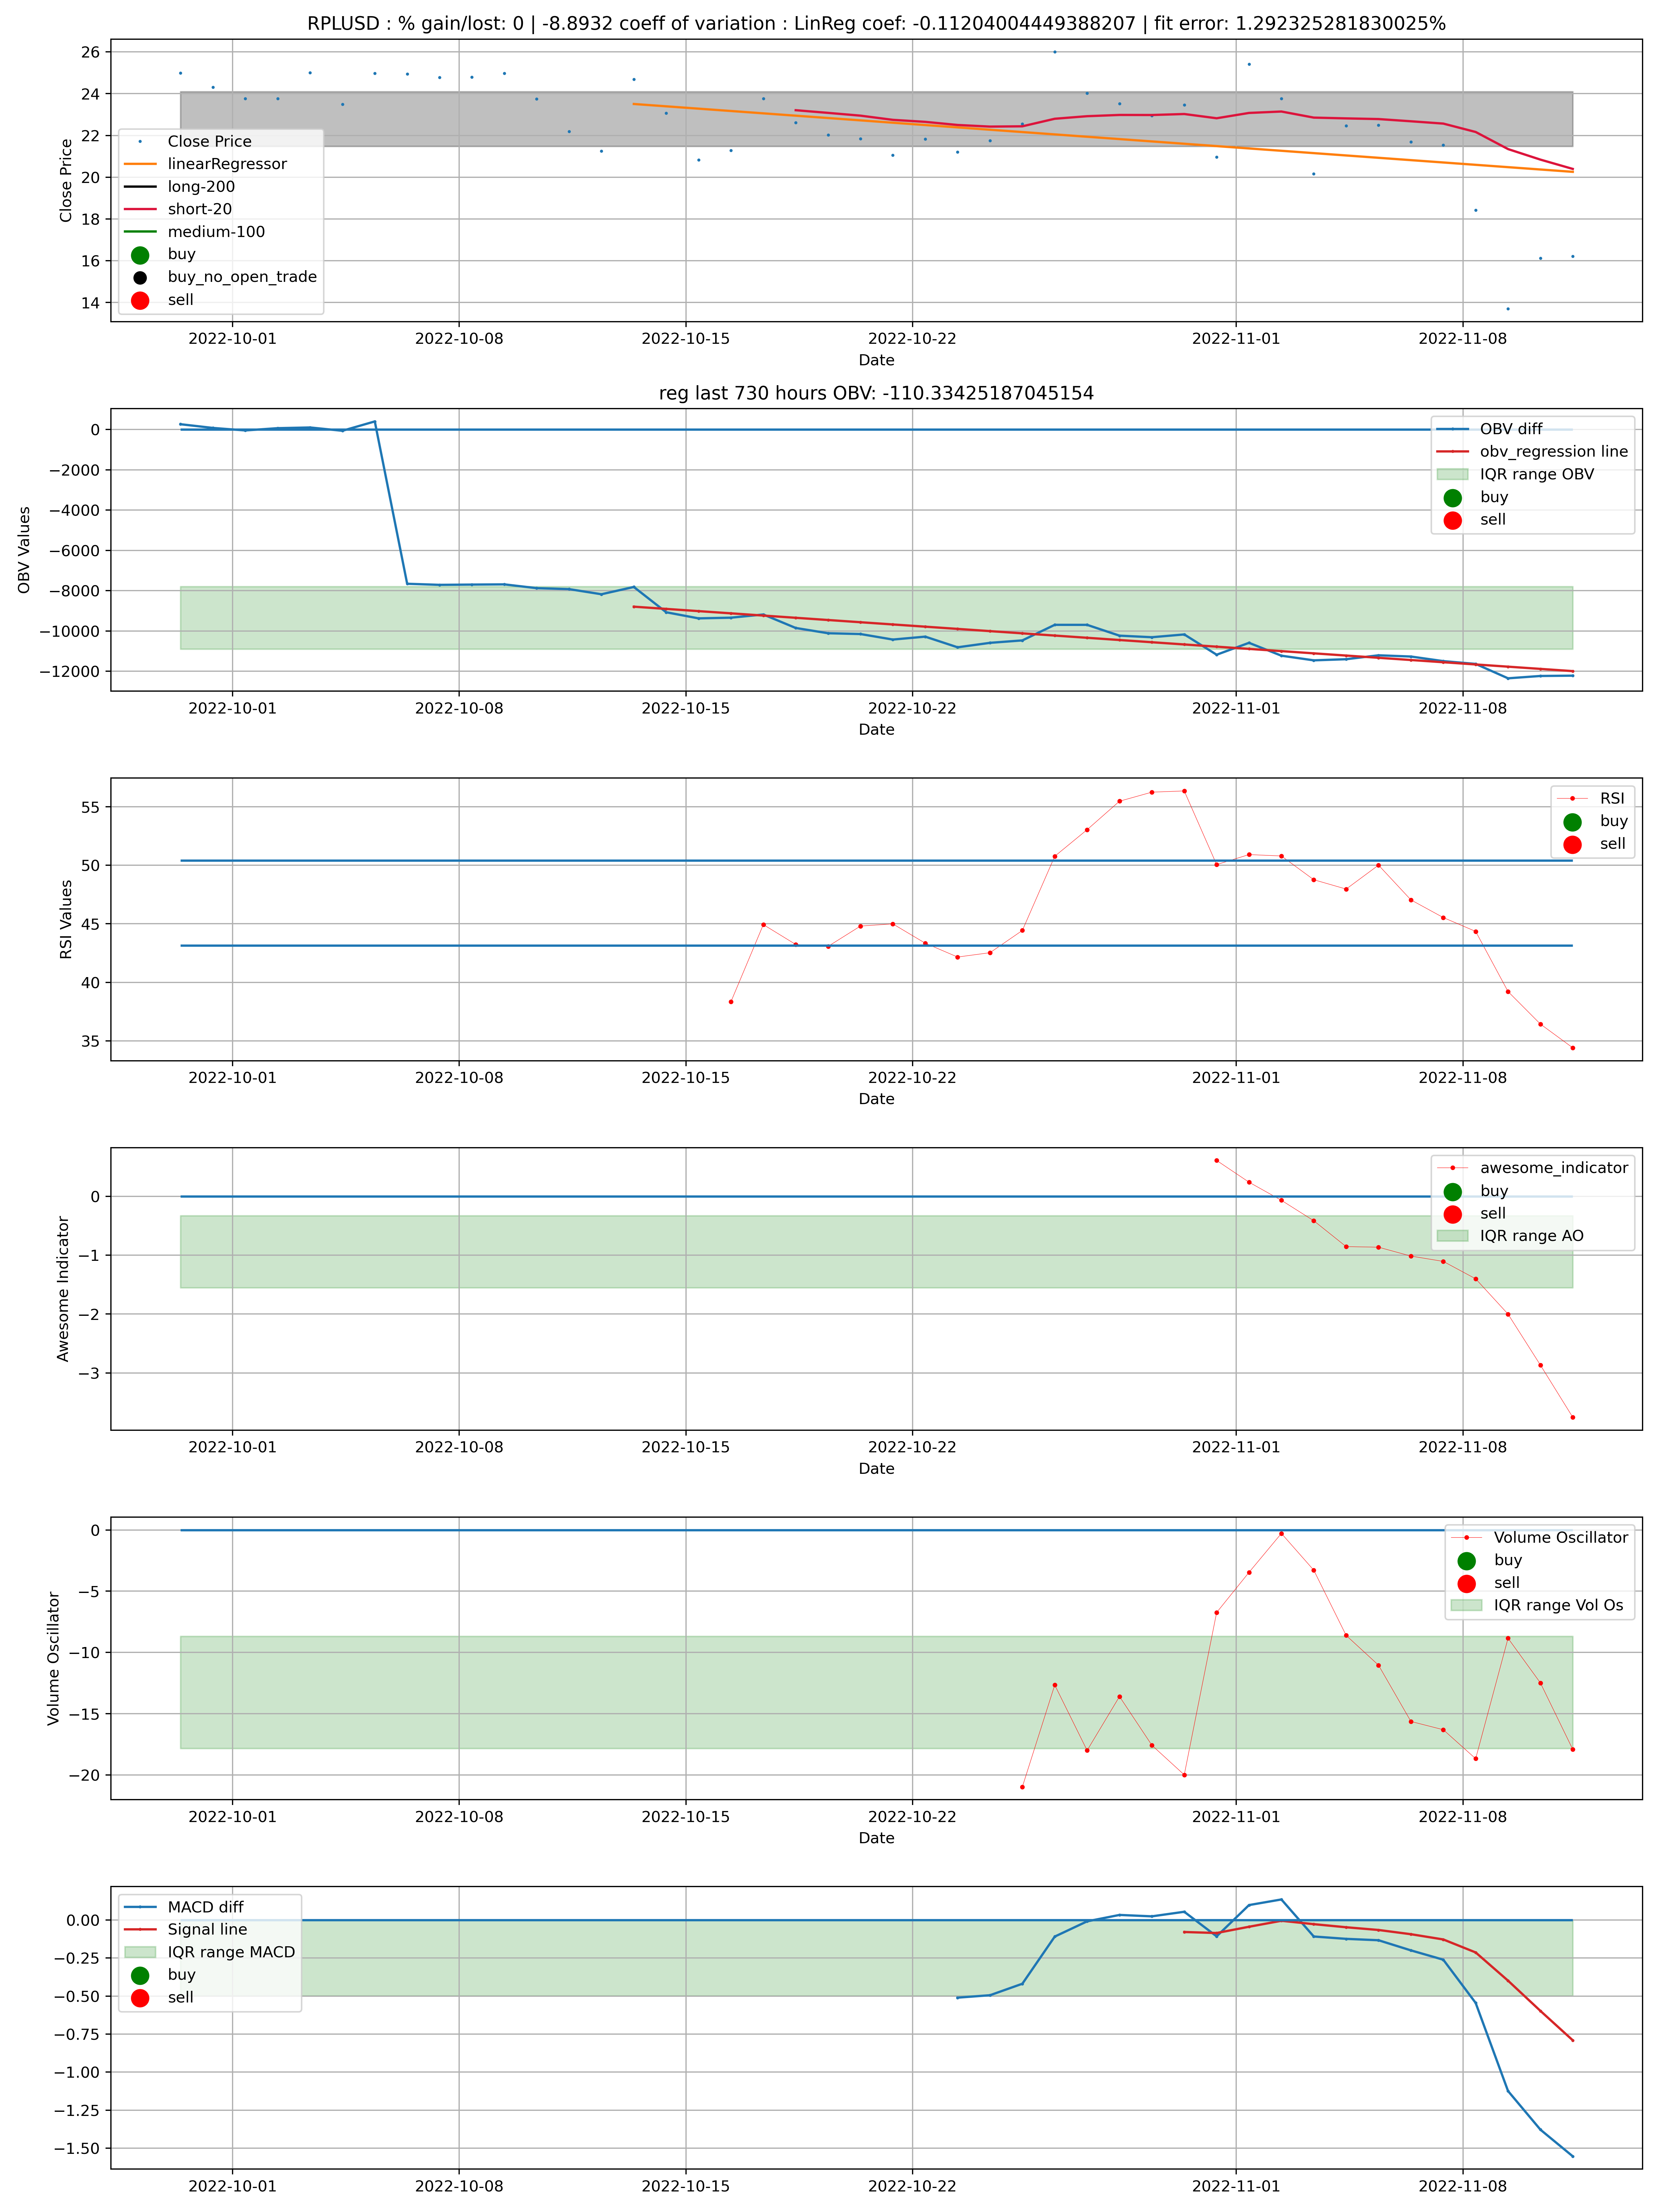 RPLUSD : % gain/lost: 0 | -8.8932 coeff of variation : LinReg coef: -0.11204004449388207 | fit error: 1.292325281830025%
26
24
22
20
18
16
14
Close Price
Close Price
linearRegressor
long-200
short-20
medium-100
buy
buy_no_open_trade
sell
2022-10-01 2022-10-08 2022-10-15 2022-10-22 2022-11-01 2022-11-08
Date
reg last 730 hours OBV: -110.33425187045154
0
−2000
−4000
−6000
−8000
−10000
−12000
OBV Values
OBV diff
obv_regression line
IQR range OBV
buy
sell
2022-10-01 2022-10-08 2022-10-15 2022-10-22 2022-11-01 2022-11-08
Date
55
50
45
40
35
RSI Values
RSI
buy
sell
2022-10-01 2022-10-08 2022-10-15 2022-10-22 2022-11-01 2022-11-08
Date
0
−1
−2
−3
Awesome Indicator
awesome_indicator
buy
sell
IQR range AO
2022-10-01 2022-10-08 2022-10-15 2022-10-22 2022-11-01 2022-11-08
Date
0
−5
−10
−15
−20
Volume Oscillator
Volume Oscillator
buy
sell
IQR range Vol Os
2022-10-01 2022-10-08 2022-10-15 2022-10-22 2022-11-01 2022-11-08
Date
0.00
−0.25
−0.50
−0.75
−1.00
−1.25
−1.50
MACD diff
Signal line
IQR range MACD
buy
sell
2022-10-01 2022-10-08 2022-10-15 2022-10-22 2022-11-01 2022-11-08